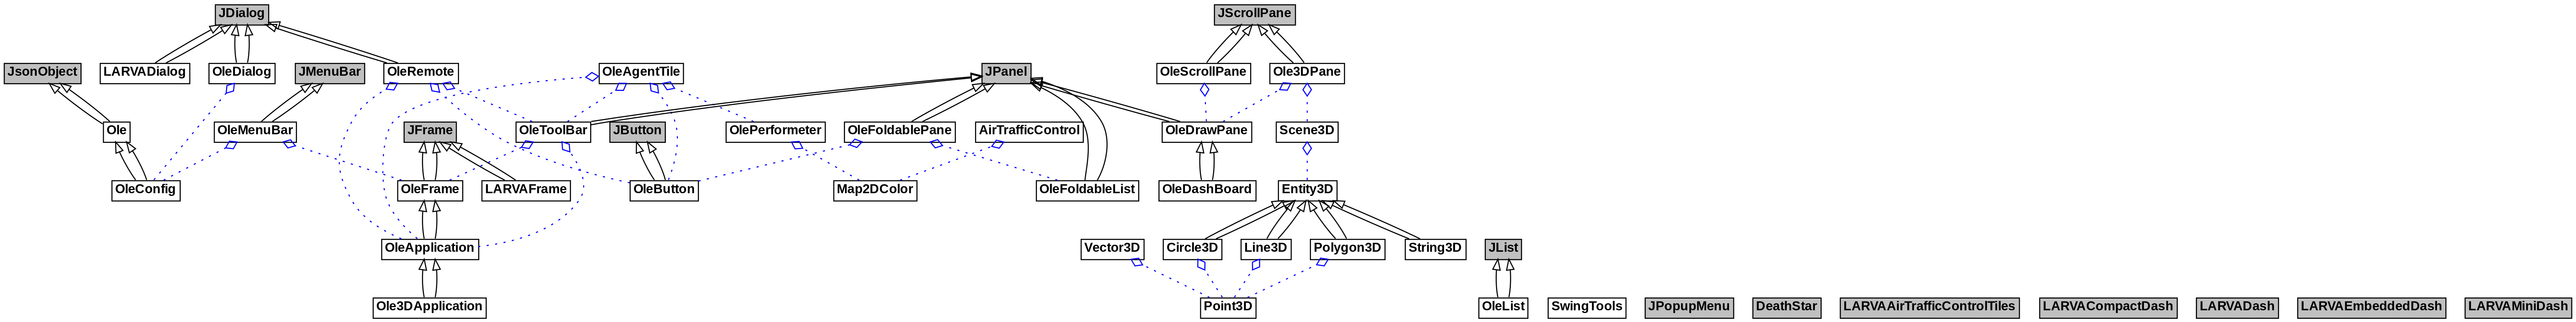 JDialog
JScrollPane
JsonObject
LARVADialog
OleDialog
JMenuBar
OleRemote
OleAgentTile
JPanel
OleScrollPane
Ole3DPane
Ole
OleMenuBar
JFrame
OleToolBar
JButton
OlePerformeter
OleFoldablePane
AirTrafficControl
OleDrawPane
Scene3D
OleConfig
OleFrame
LARVAFrame
OleButton
Map2DColor
OleFoldableList
OleDashBoard
Entity3D
OleApplication
Vector3D
Circle3D
Line3D
Polygon3D
String3D
JList
Ole3DApplication
Point3D
OleList
SwingTools
JPopupMenu
DeathStar
LARVAAirTrafficControlTiles
LARVACompactDash
LARVADash
LARVAEmbeddedDash
LARVAMiniDash